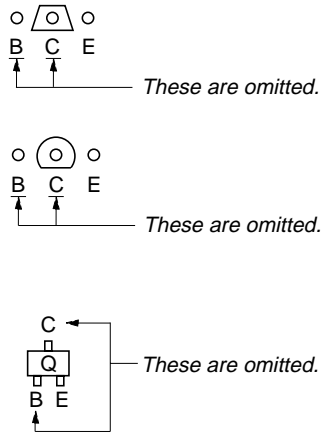 B C E
These are omitted.
B C E
These are omitted.
C
Q
These are omitted.
B E